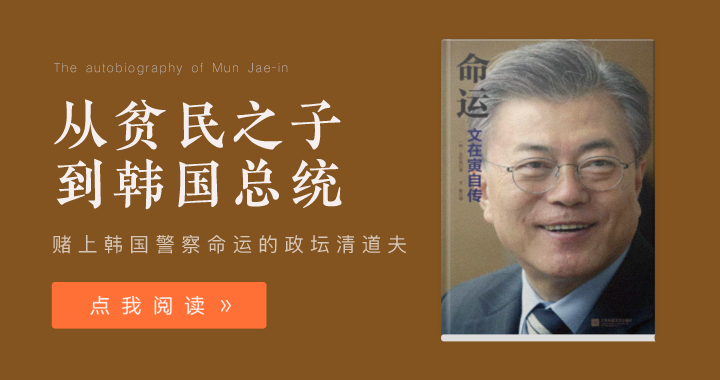 The autobiography of Mun Jae-in
从贫民之子
到韩国总统
赌上韩国警察命运的政坛清道夫
点我阅读 »
命运
文在寅自传